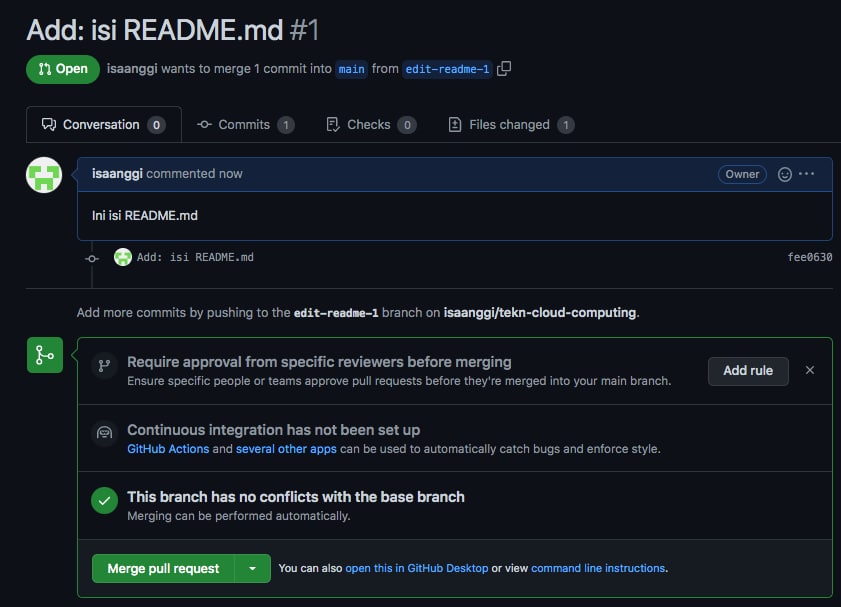 Add: isi README.md #1
Open isaanggi wants to merge 1 commit into main from edit-readme-1
Conversation 0 Commits 1 Checks 0 Files changed 1
isaanggi commented now Owner
Ini isi README.md
Add: isi README.md fee0630
Add more commits by pushing to the edit-readme-1 branch on isaanggi/tekn-cloud-computing.
Require approval from specific reviewers before merging
Ensure specific people or teams approve pull requests before they're merged into your main branch.
Add rule
Continuous integration has not been set up
GitHub Actions and several other apps can be used to automatically catch bugs and enforce style.
This branch has no conflicts with the base branch
Merging can be performed automatically.
Merge pull request You can also open this in GitHub Desktop or view command line instructions.